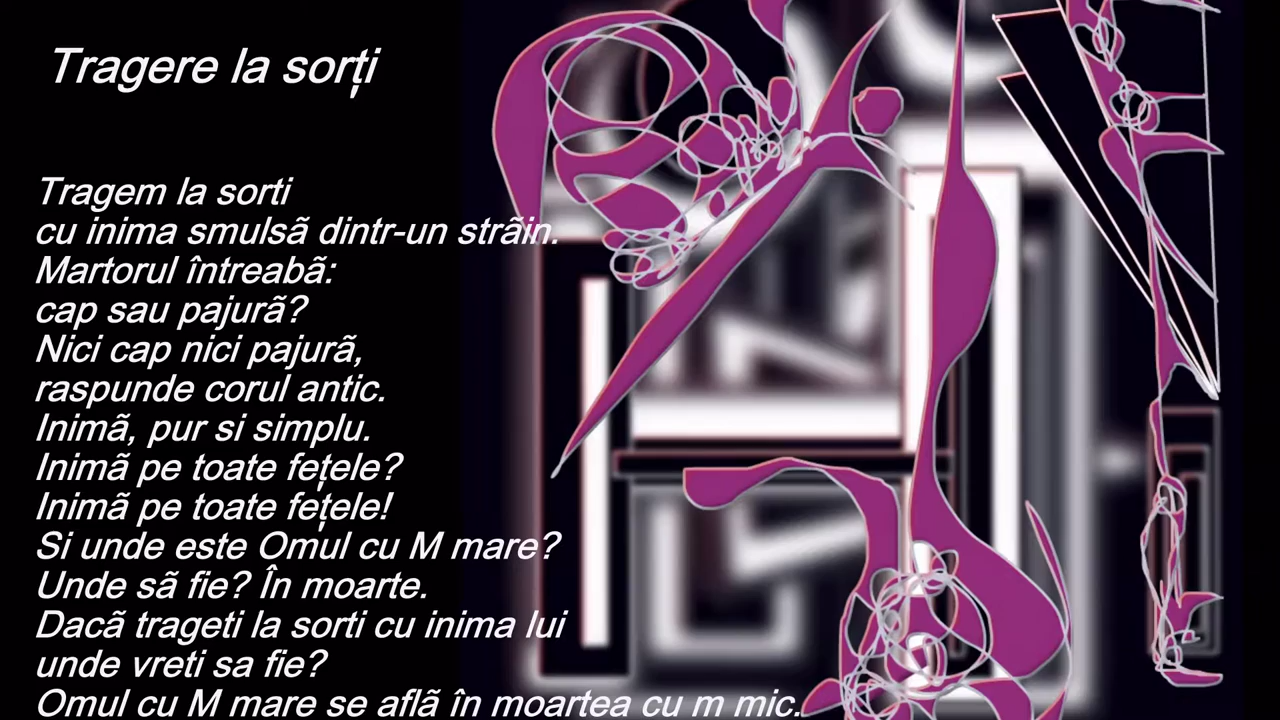 Tragere la sorți
Tragem la sorti
cu inima smulsã dintr-un strãin.
Martorul întreabã:
cap sau pajurã?
Nici cap nici pajurã,
raspunde corul antic.
Inimã, pur si simplu.
Inimã pe toate fețele?
Inimã pe toate fețele!
Si unde este Omul cu M mare?
Unde sã fie? În moarte.
Dacã trageti la sorti cu inima lui
unde vreti sa fie?
Omul cu M mare se aflã în moartea cu m mic.